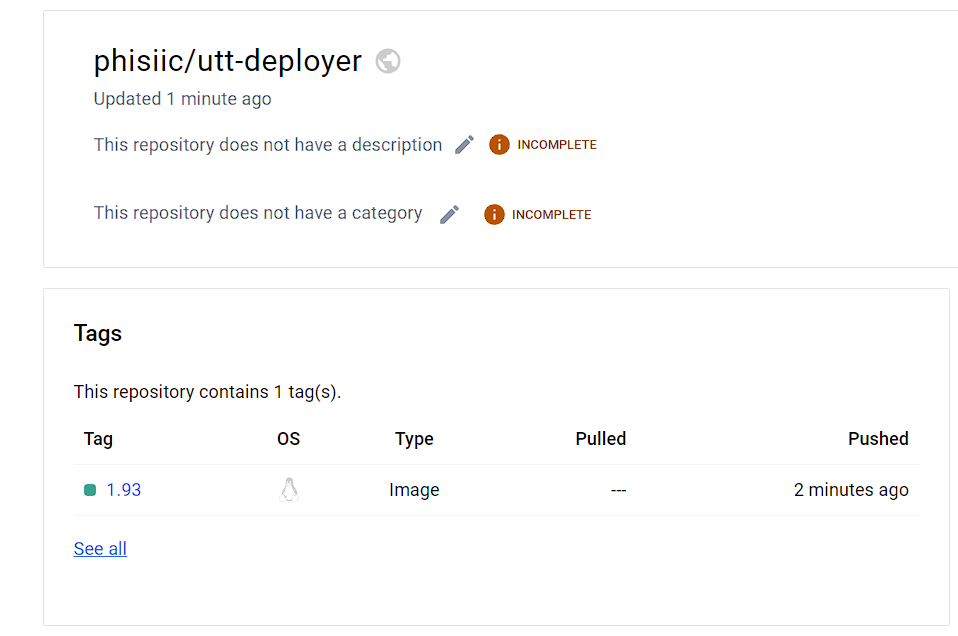 phisiic/utt-deployer
Updated 1 minute ago
This repository does not have a description INCOMPLETE
This repository does not have a category INCOMPLETE
Tags
This repository contains 1 tag(s).
Tag OS Type Pulled Pushed
1.93 Image --- 2 minutes ago
See all